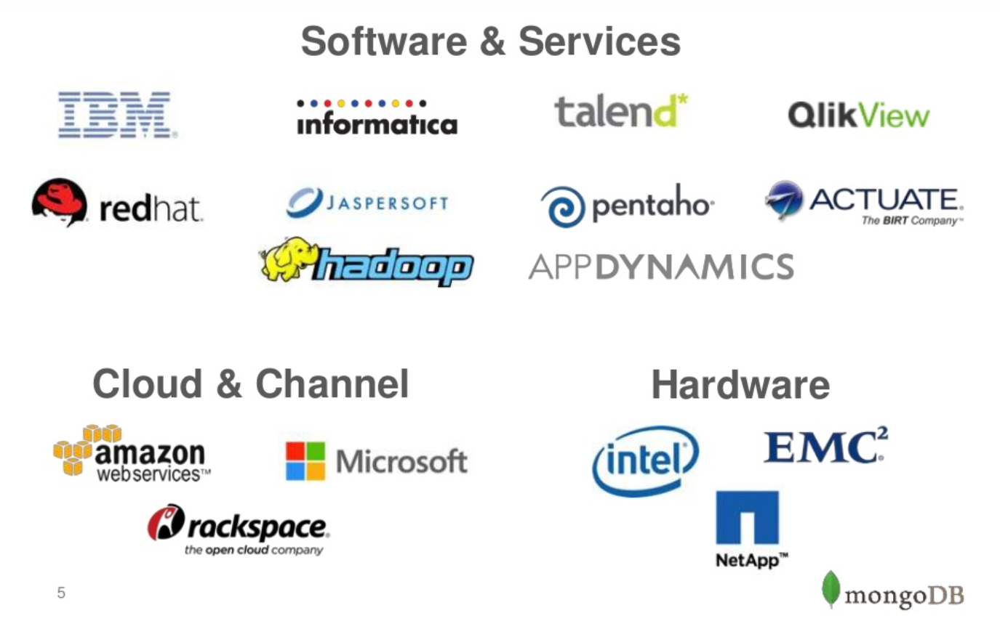 Software & Services
IBM®
informatica
talend*
QlikView
redhat.
JASPERSOFT
pentaho
ACTUATE®
The BIRT Company™
hadoop
APPDYNAMICS
Cloud & Channel
Hardware
amazon
webservices™
Microsoft
intel®
EMC²®
rackspace®
the open cloud company
NetApp™
5
mongoDB